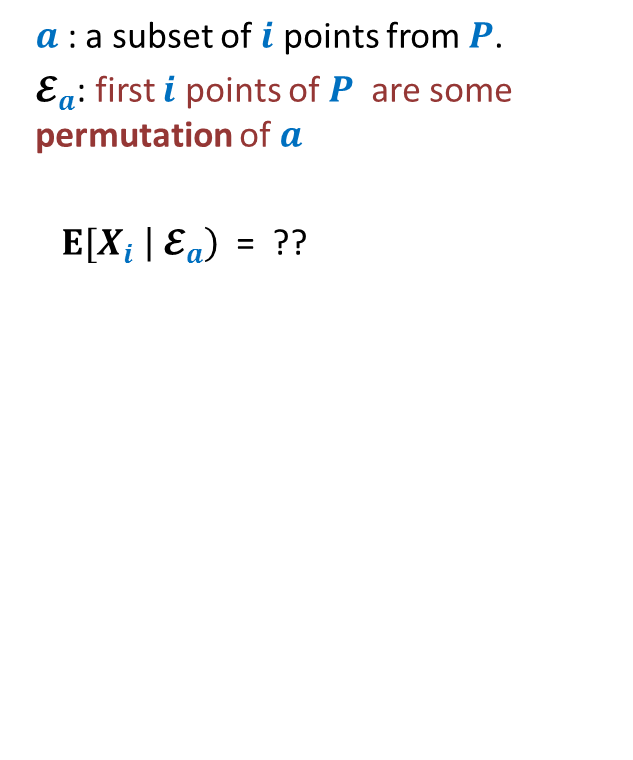 a : a subset of i points from P.
ℰa: first i points of P are some
permutation of a
E[Xi | ℰa) = ??